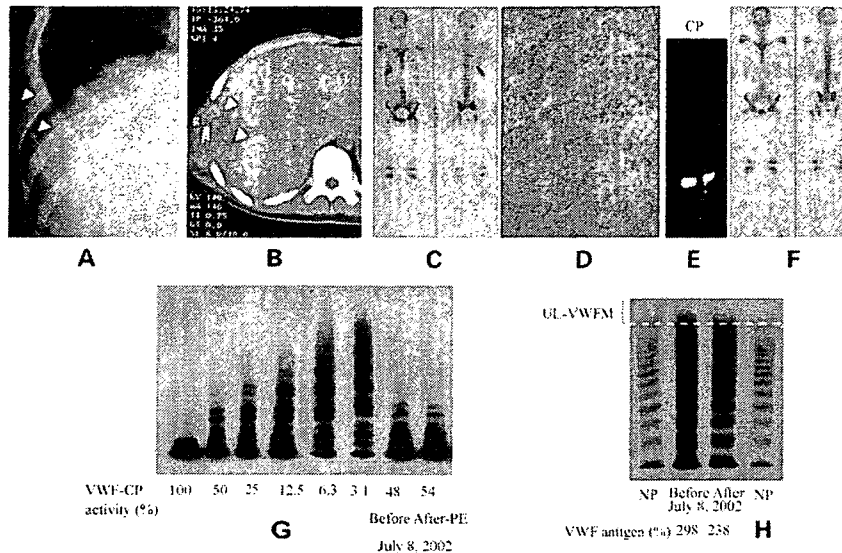 CP
A
B
C
D
E
F
UL-VWFM
VWF-CP activity (%)
100 50 25 12.5 6.3 3.1 48 54
Before After-PE
July 8, 2002
G
NP Before After NP
July 8, 2002
VWF antigen (%) 298 238
H